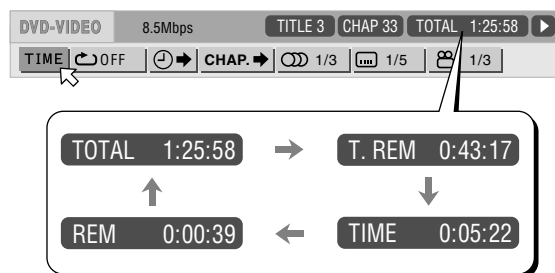 DVD-VIDEO 8.5Mbps TITLE 3 CHAP 33 TOTAL 1:25:58
TIME OFF CHAP. 1/3 1/5 1/3
TOTAL 1:25:58 T. REM 0:43:17
REM 0:00:39 TIME 0:05:22